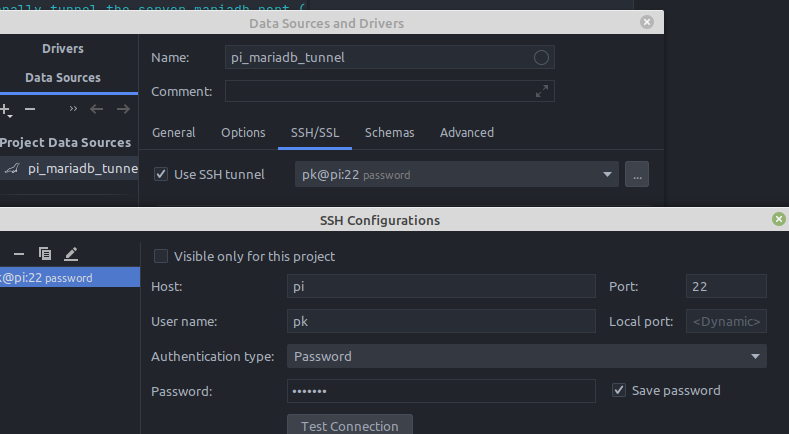 onally tunnel the server mariadb port (
Data Sources and Drivers
Drivers
Data Sources
»
Project Data Sources
pi_mariadb_tunne
Name: pi_mariadb_tunnel
Comment:
General Options SSH/SSL Schemas Advanced
Use SSH tunnel pk@pi:22 password ...
SSH Configurations
k@pi:22 password
Visible only for this project
Host: pi Port: 22
User name: pk Local port: <Dynamic>
Authentication type: Password
Password: ••••••• Save password
Test Connection